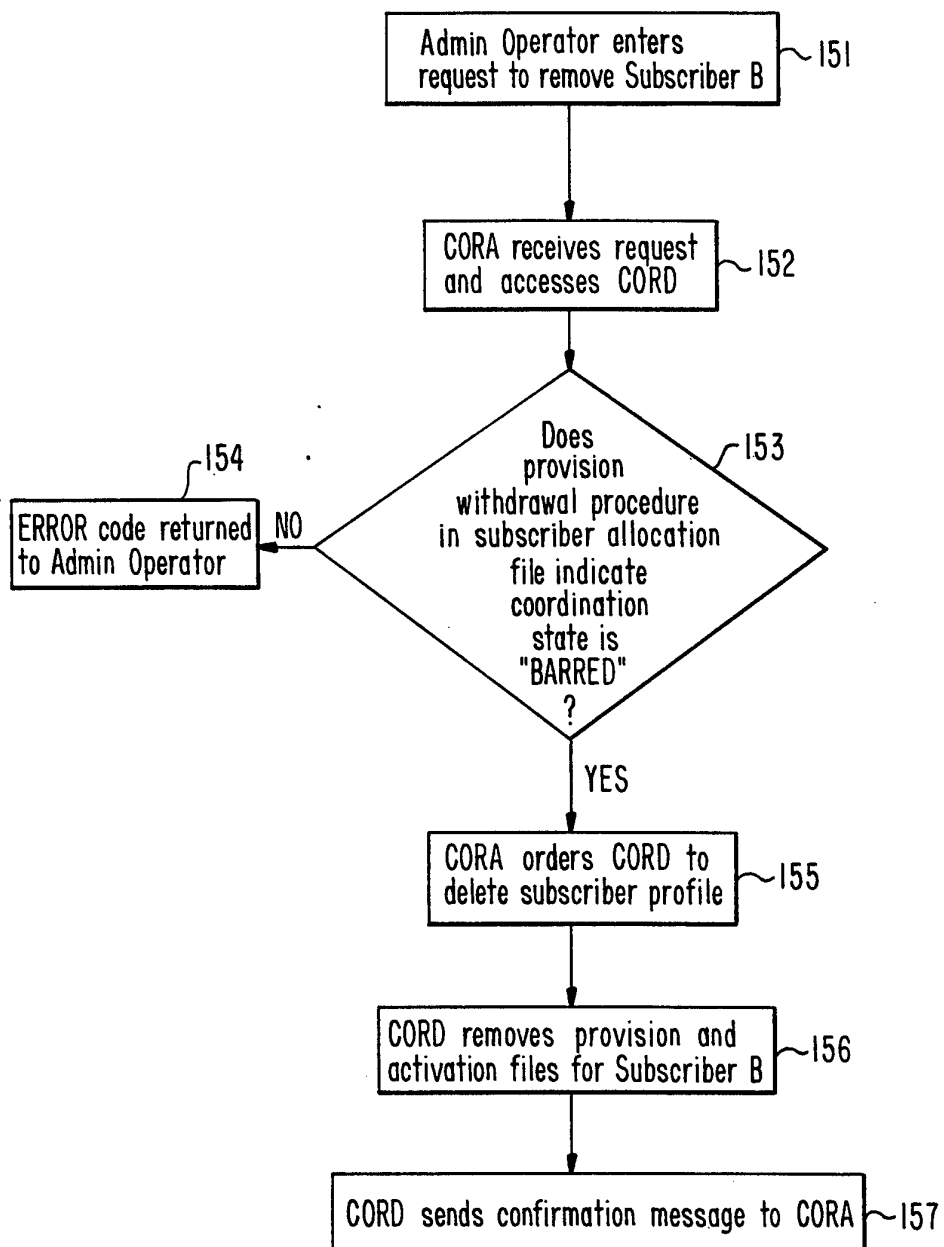 Admin Operator enters
request to remove Subscriber B
151
CORA receives request
and accesses CORD
152
Does
provision
withdrawal procedure
in subscriber allocation
file indicate
coordination
state is
"BARRED"
?
153
154
ERROR code returned
to Admin Operator
NO
YES
CORA orders CORD to
delete subscriber profile
155
CORD removes provision and
activation files for Subscriber B
156
CORD sends confirmation message to CORA
157